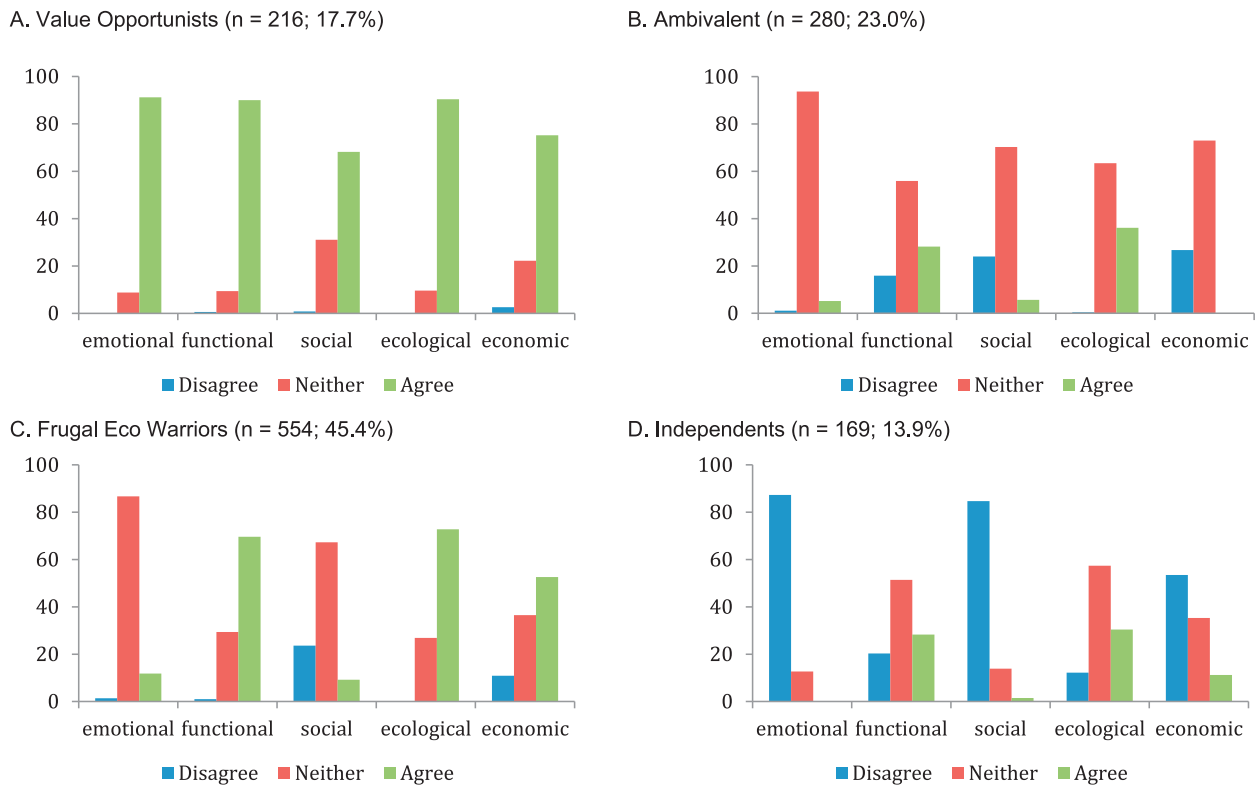 A. Value Opportunists (n = 216; 17.7%)
100
80
60
40
20
0
emotional functional social ecological economic
Disagree Neither Agree
B. Ambivalent (n = 280; 23.0%)
100
80
60
40
20
0
emotional functional social ecological economic
Disagree Neither Agree
C. Frugal Eco Warriors (n = 554; 45.4%)
100
80
60
40
20
0
emotional functional social ecological economic
Disagree Neither Agree
D. Independents (n = 169; 13.9%)
100
80
60
40
20
0
emotional functional social ecological economic
Disagree Neither Agree